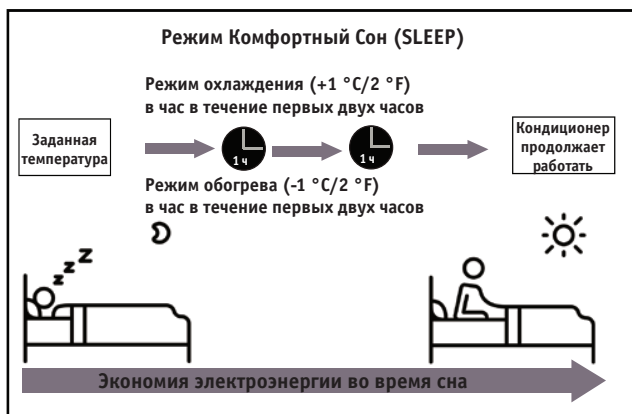 Режим Комфортный Сон (SLEEP)
Режим охлаждения (+1 °C/2 °F)
в час в течение первых двух часов
Заданная
температура
1 ч
1 ч
Кондиционер
продолжает
работать
Режим обогрева (-1 °C/2 °F)
в час в течение первых двух часов
z z Z
Экономия электроэнергии во время сна